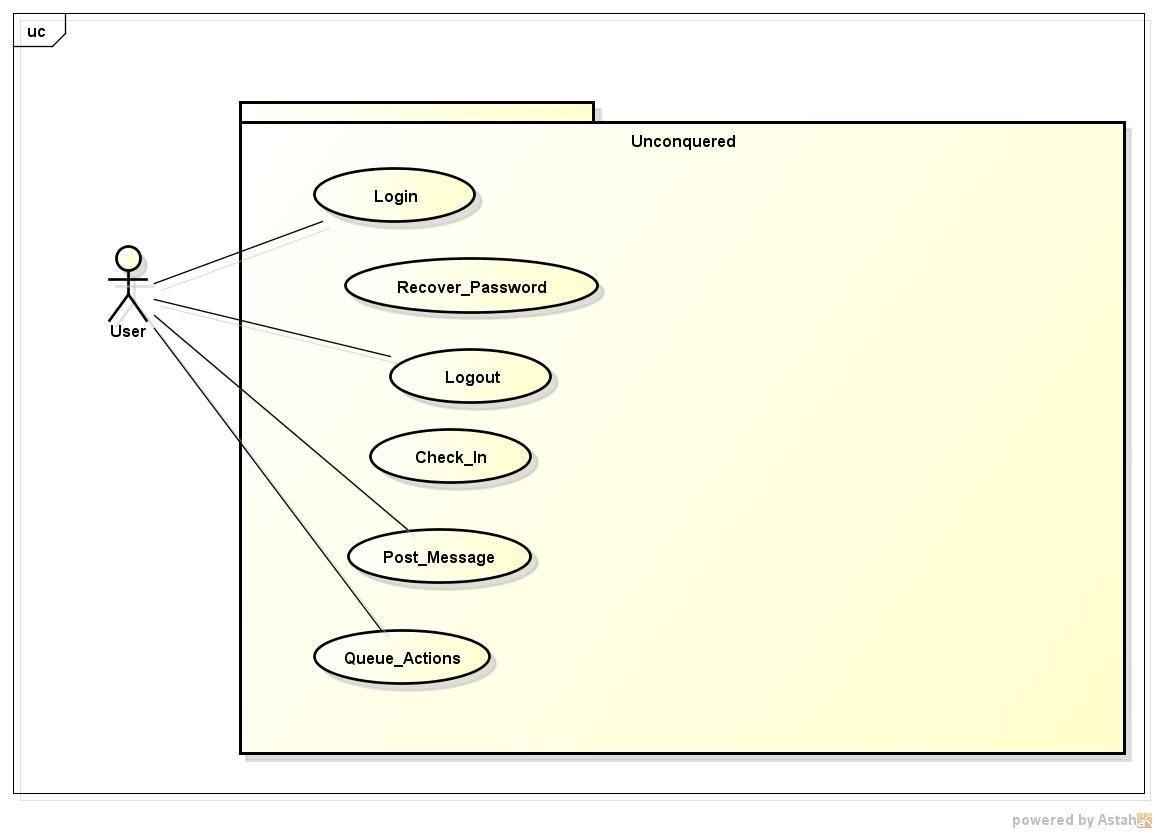 uc
Unconquered
Login
Recover_Password
User
Logout
Check_In
Post_Message
Queue_Actions
powered by Astah